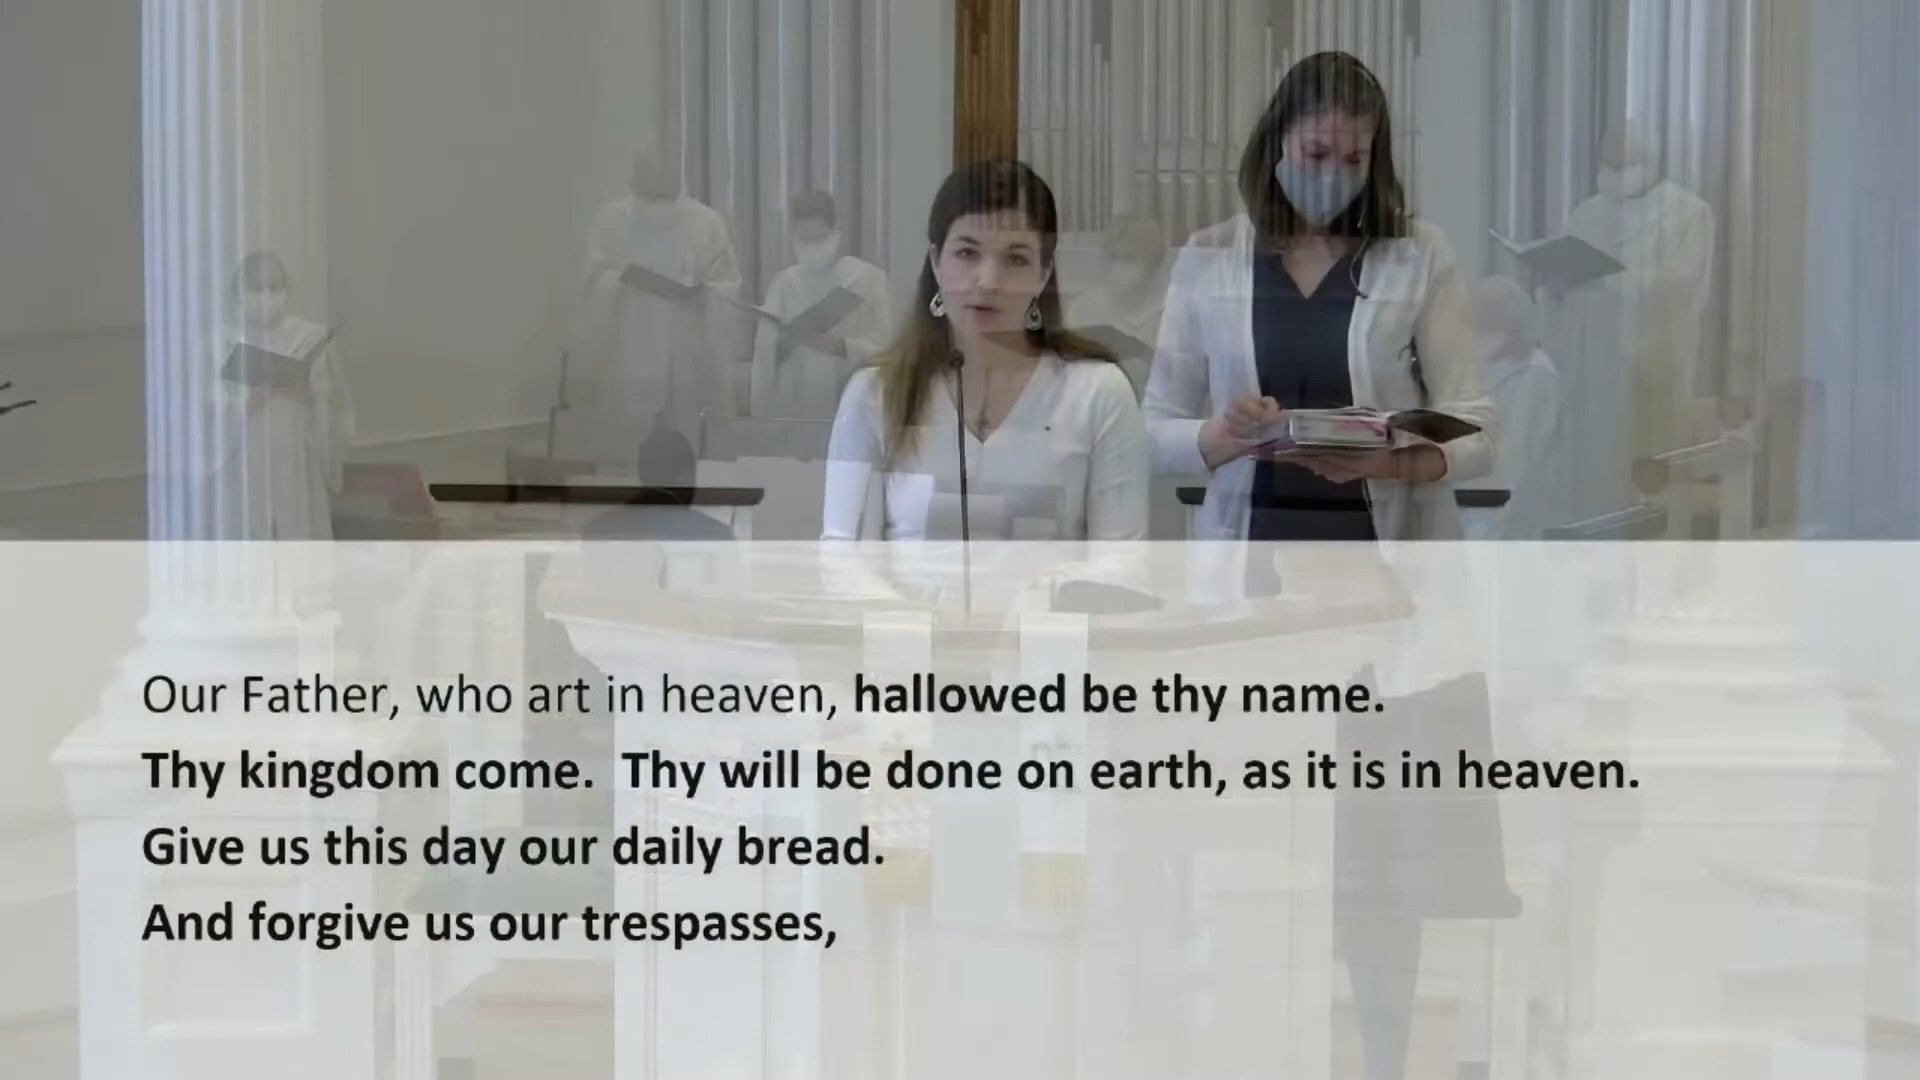 Our Father, who art in heaven, hallowed be thy name.
Thy kingdom come.  Thy will be done on earth, as it is in heaven.
Give us this day our daily bread.
And forgive us our trespasses,